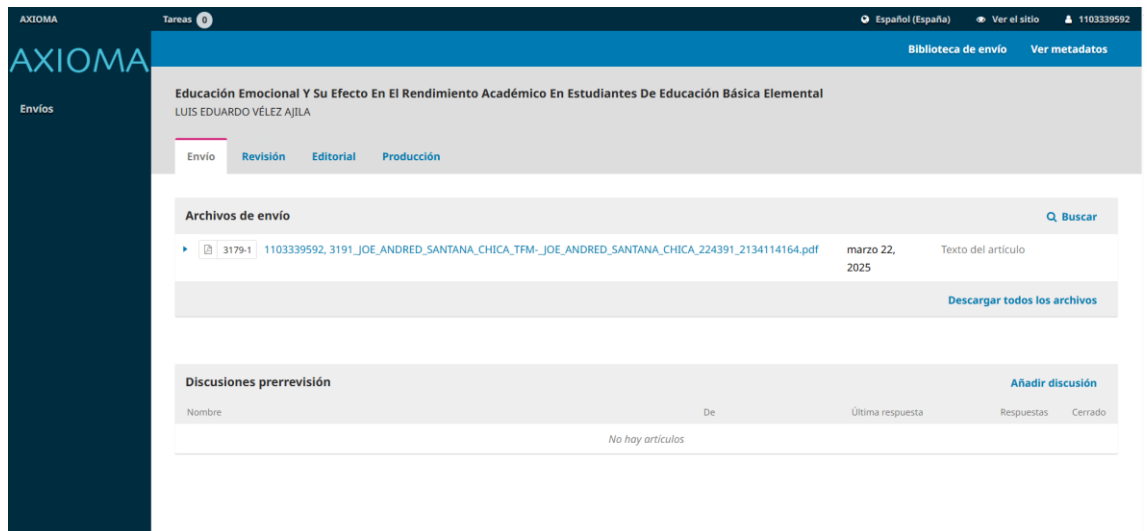 AXIOMA
Tareas 0
Español (España) Ver el sitio 1103339592
AXIOMA
Biblioteca de envío Ver metadatos
Envíos
Educación Emocional Y Su Efecto En El Rendimiento Académico En Estudiantes De Educación Básica Elemental
LUIS EDUARDO VÉLEZ AJILA
Envío Revisión Editorial Producción
Archivos de envío
Buscar
3179-1 1103339592, 3191_JOE_ANDRED_SANTANA_CHICA_TFM-_JOE_ANDRED_SANTANA_CHICA_224391_2134114164.pdf
marzo 22,
2025
Texto del artículo
Descargar todos los archivos
Discusiones prerrevisión
Añadir discusión
Nombre De Última respuesta Respuestas Cerrado
No hay artículos